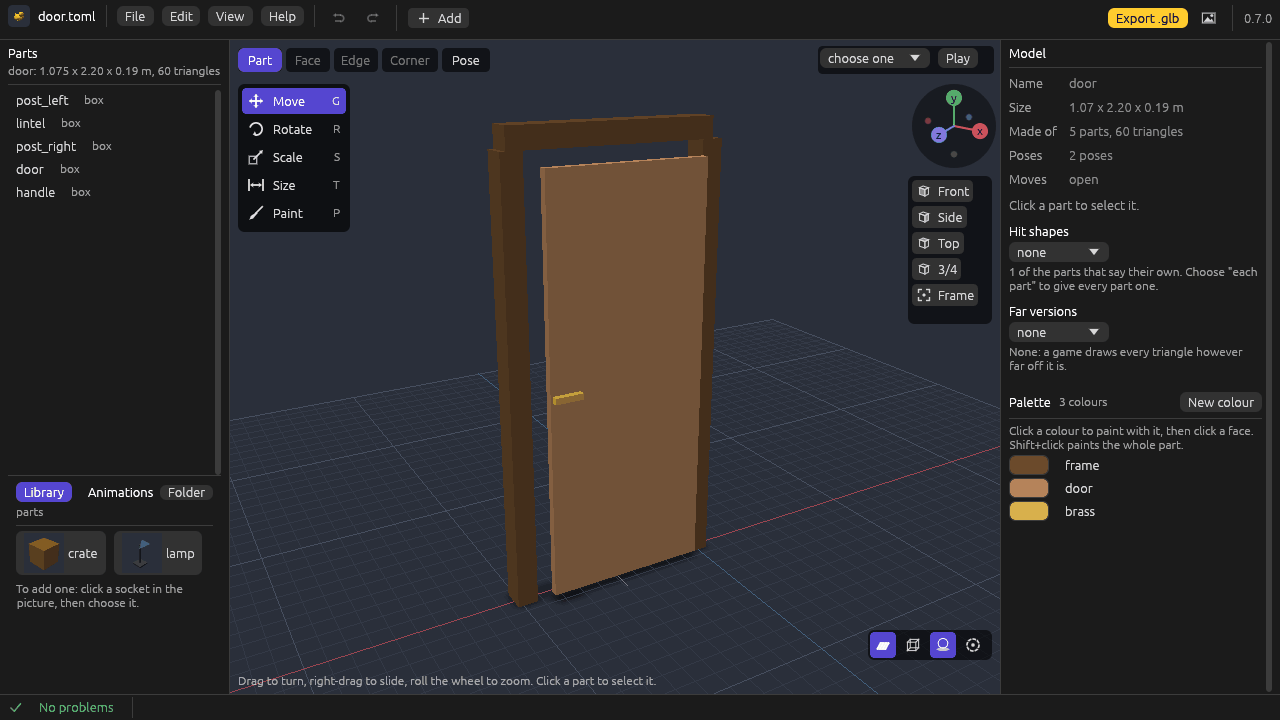 door.toml
File
Edit
View
Help
Add
Export .glb
0.7.0
Parts
door: 1.075 x 2.20 x 0.19 m, 60 triangles
post_left box
lintel box
post_right box
door box
handle box
Library
Animations
Folder
parts
crate
lamp
To add one: click a socket in the
picture, then choose it.
Part
Face
Edge
Corner
Pose
Move G
Rotate R
Scale S
Size T
Paint P
choose one
Play
y
x
z
Front
Side
Top
3/4
Frame
Drag to turn, right-drag to slide, roll the wheel to zoom. Click a part to select it.
Model
Name door
Size 1.07 x 2.20 x 0.19 m
Made of 5 parts, 60 triangles
Poses 2 poses
Moves open
Click a part to select it.
Hit shapes
none
1 of the parts that say their own. Choose "each
part" to give every part one.
Far versions
none
None: a game draws every triangle however
far off it is.
Palette 3 colours
New colour
Click a colour to paint with it, then click a face.
Shift+click paints the whole part.
frame
door
brass
No problems